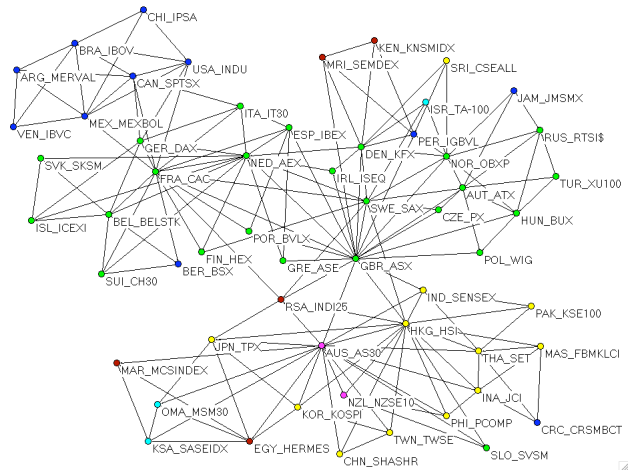 CHI_IPSA
KEN_KNSMIDX
BRA_IBOV
MRI_SEMDEX
SRI_CSEALL
ARG_MERVAL
CAN_SPTSX
USA_INDU
ISR_TA-100
JAM_JMSMX
VEN_IBVC
MEX_MEXBOL
ITA_IT30
ESP_IBEX
PER_IGBVL
RUS_RTSI$
GER_DAX
DEN_KFX
NOR_OBXP
SVK_SKSM
FRA_CAC
NED_AEX
IRL_ISEQ
AUT_ATX
TUR_XU100
SWE_SAX
CZE_PX
HUN_BUX
ISL_ICEXI
BEL_BELSTK
POR_BVLX
FIN_HEX
GRE_ASE
GBR_ASX
POL_WIG
SUI_CH30
BER_BSX
IND_SENSEX
RSA_INDI25
PAK_KSE100
HKG_HSI
JPN_TPX
AUS_AS30
THA_SET
MAS_FBMKLCI
MAR_MCSINDEX
INA_JCI
NZL_NZSE10
OMA_MSM30
KOR_KOSPI
PHI_PCOMP
CRC_CRSMBCT
KSA_SASEIDX
EGY_HERMES
TWN_TWSE
SLO_SVSM
CHN_SHASHR